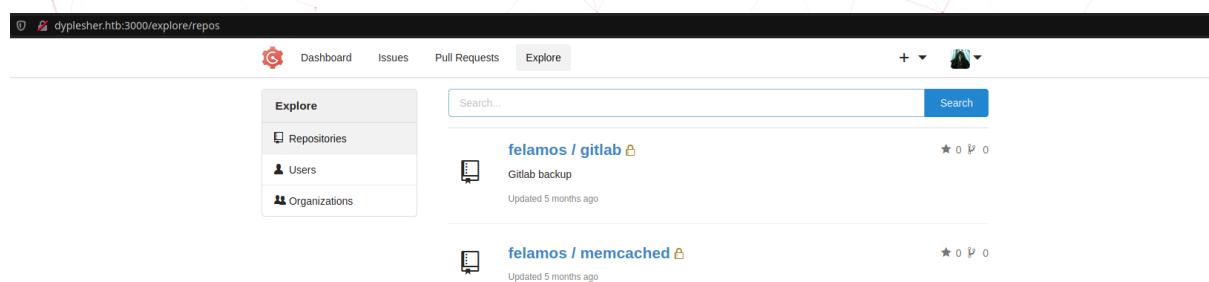 dyplesher.htb:3000/explore/repos
Dashboard Issues Pull Requests Explore
Explore
Repositories
Users
Organizations
Search... Search
felamos / gitlab
0 0
Gitlab backup
Updated 5 months ago
felamos / memcached
0 0
Updated 5 months ago